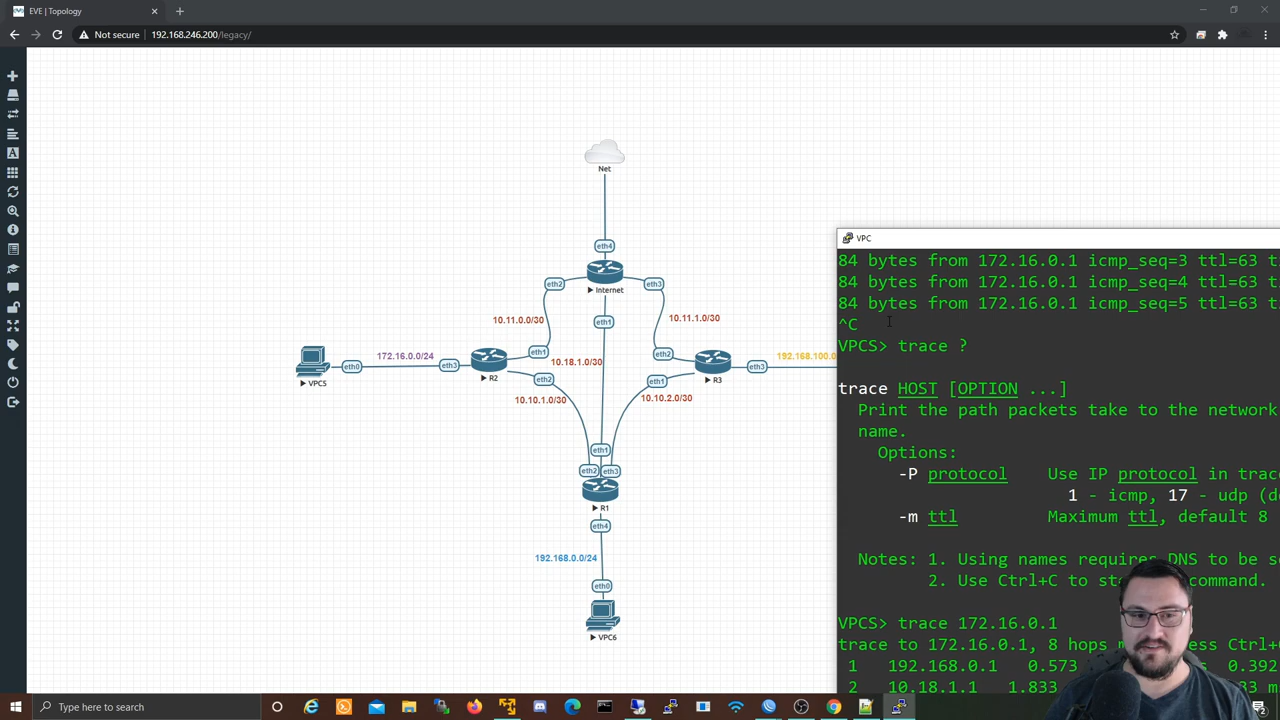 EVE | Topology
Not secure
192.168.246.200/legacy/
Net
eth4
Internet
eth2
eth3
eth1
10.11.0.0/30
10.11.1.0/30
172.16.0.0/24
eth0
VPC5
eth3
R2
eth1
10.18.1.0/30
eth2
10.10.1.0/30
eth2
R3
eth1
10.10.2.0/30
eth3
192.168.100.0
eth1
eth2
eth3
R1
eth4
192.168.0.0/24
eth0
VPC6
VPC
84 bytes from 172.16.0.1 icmp_seq=3 ttl=63
84 bytes from 172.16.0.1 icmp_seq=4 ttl=63
84 bytes from 172.16.0.1 icmp_seq=5 ttl=63
^C
VPCS> trace ?
trace HOST [OPTION ...]
Print the path packets take to the network
name.
Options:
-P protocol Use IP protocol in
1 - icmp, 17 - udp
-m ttl Maximum ttl, default 8
Notes: 1. Using names requires DNS to be
2. Use Ctrl+C to command.
VPCS> trace 172.16.0.1
trace to 172.16.0.1, 8 hops
1 192.168.0.1 0.573 0.392
2 10.18.1.1 1.833
Type here to search